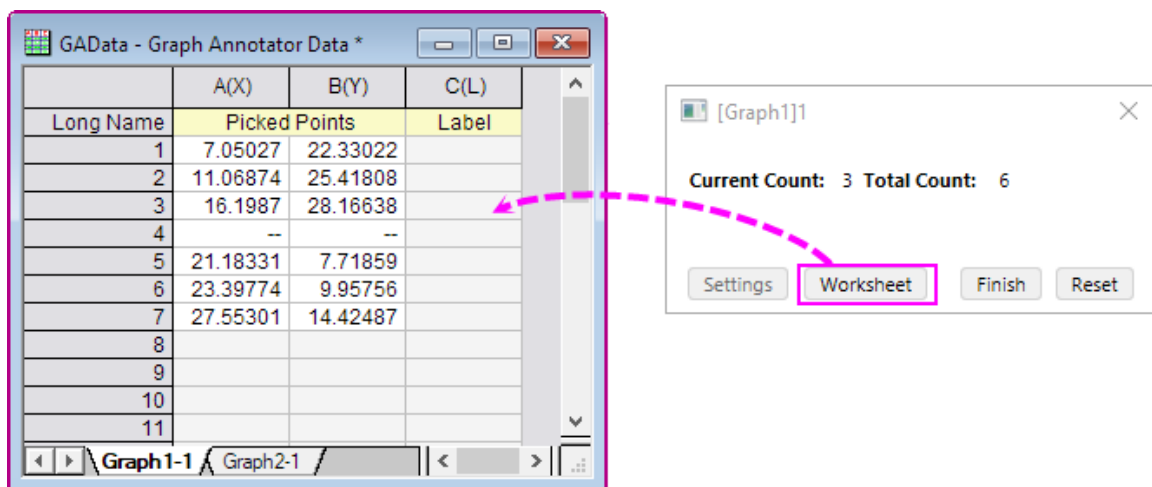 GAData - Graph Annotator Data *
A(X) B(Y) C(L)
Long Name Picked Points Label
1 7.05027 22.33022
2 11.06874 25.41808
3 16.1987 28.16638
4 -- --
5 21.18331 7.71859
6 23.39774 9.95756
7 27.55301 14.42487
8
9
10
11
Graph1-1 Graph2-1
[Graph1]1
Current Count: 3 Total Count: 6
Settings Worksheet Finish Reset